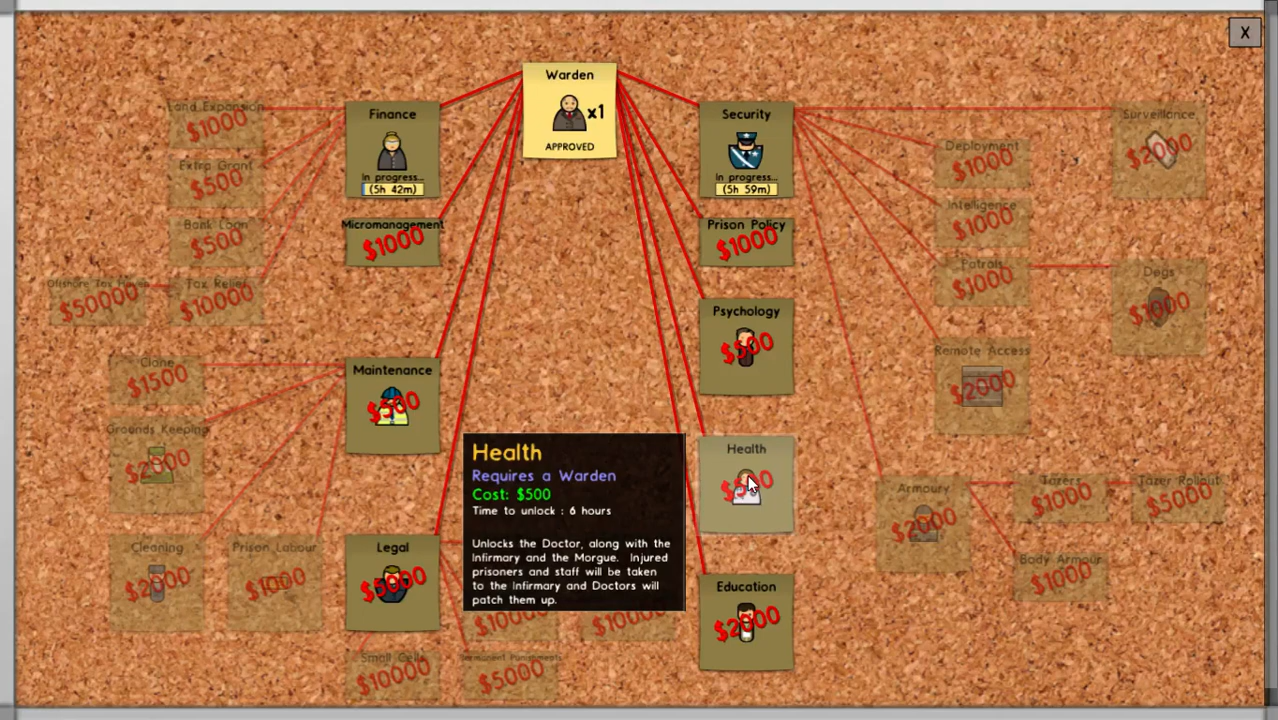 X
Warden
x1
APPROVED
Land Expansion
$1000
Extra Grant
$500
Bank Loan
$500
Offshore Tax Haven
$50000
Tax Relief
$10000
Finance
In progress...
(5h 42m)
Micromanagement
$1000
Security
In progress...
(5h 59m)
Prison Policy
$1000
Deployment
$1000
Intelligence
$1000
Patrols
$1000
Surveillance
$2000
Dogs
$1000
Remote Access
$2000
Psychology
$500
Clone
$1500
Grounds Keeping
$2000
Cleaning
$2000
Prison Labour
$1000
Maintenance
$500
Legal
$5000
Small Cells
$10000
Permanent Punishments
$5000
$1000
$1000
Health
Requires a Warden
Cost: $500
Time to unlock : 6 hours
Unlocks the Doctor, along with the
Infirmary and the Morgue. Injured
prisoners and staff will be taken
to the Infirmary and Doctors will
patch them up.
Health
$500
Education
$2000
Armoury
$2000
Tazers
$1000
Tazer Rollout
$5000
Body Armour
$1000